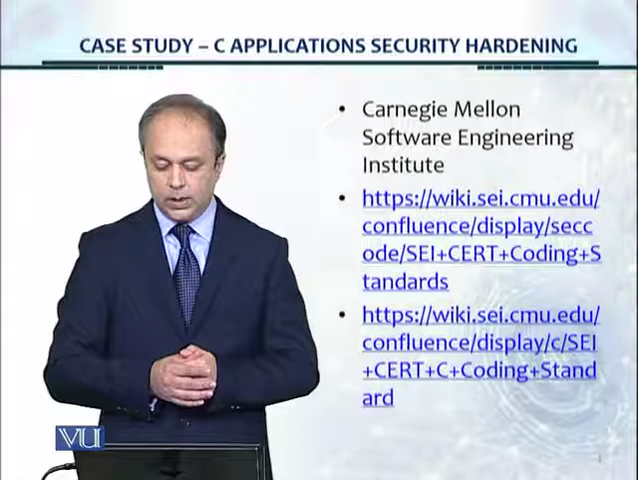 CASE STUDY – C APPLICATIONS SECURITY HARDENING
• Carnegie Mellon
Software Engineering
Institute
• https://wiki.sei.cmu.edu/
confluence/display/secc
ode/SEI+CERT+Coding+S
tandards
• https://wiki.sei.cmu.edu/
confluence/display/c/SEI
+CERT+C+Coding+Stand
ard
VU